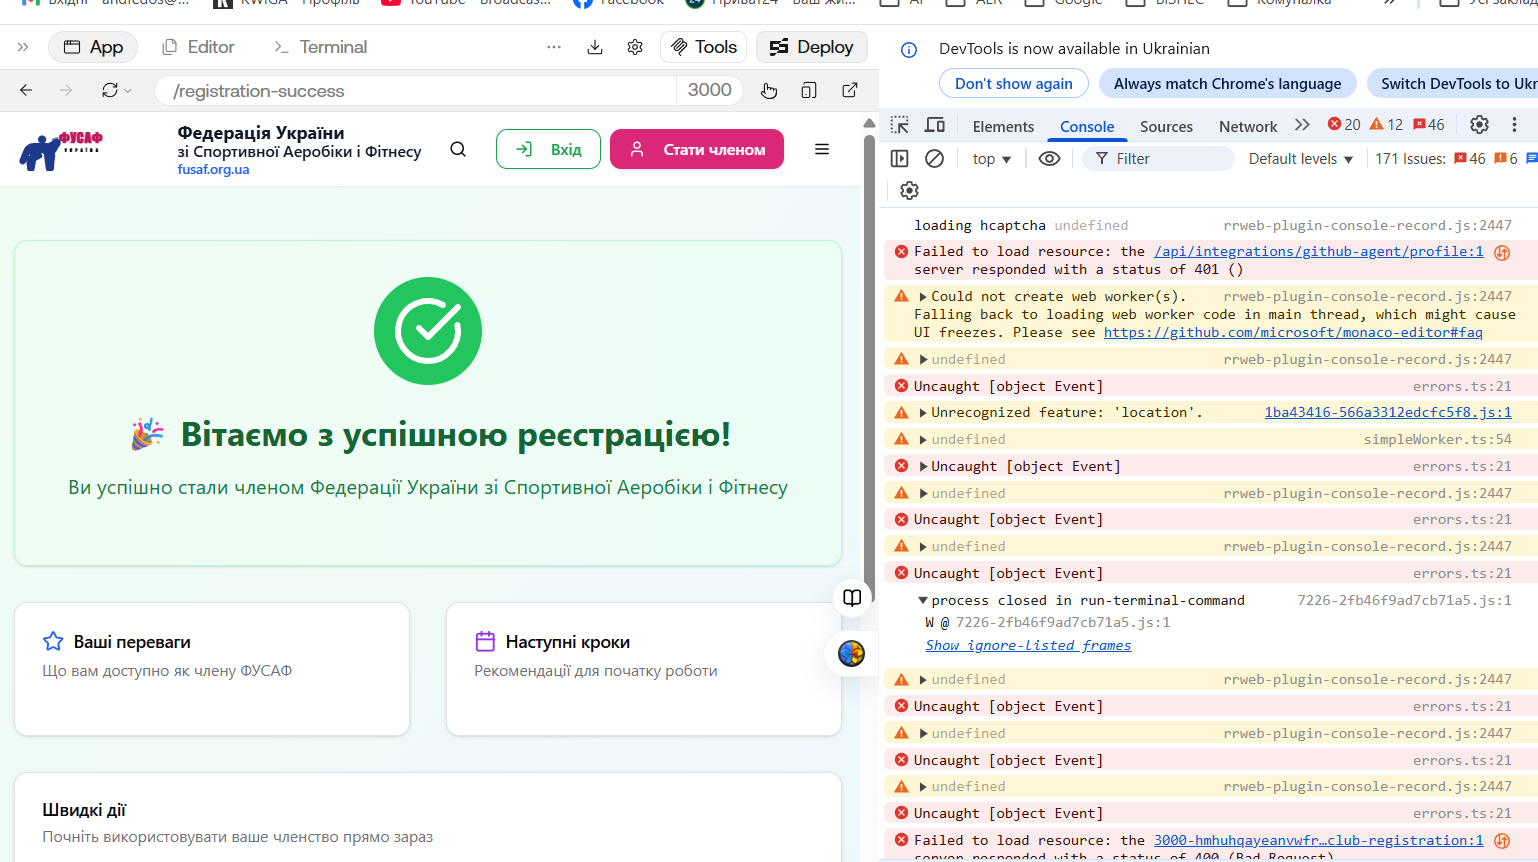 Вхідні
andredos@...
KWIGA
Профіль
YouTube
Broadcas...
Facebook
Приват24
Ваш жи...
AI
AER
Google
БІЗНЕС
Комуналка
App
Editor
Terminal
Tools
Deploy
/registration-success
3000
ФУСАФ
УКРАЇНА
Федерація України
зі Спортивної Аеробіки і Фітнесу
fusaf.org.ua
Вхід
Стати членом
🎉 Вітаємо з успішною реєстрацією!
Ви успішно стали членом Федерації України зі Спортивної Аеробіки і Фітнесу
Ваші переваги
Що вам доступно як члену ФУСАФ
Наступні кроки
Рекомендації для початку роботи
Швидкі дії
Почніть використовувати ваше членство прямо зараз
DevTools is now available in Ukrainian
Don't show again
Always match Chrome's language
Switch DevTools to Ukr
Elements
Console
Sources
Network
20
12
46
top
Filter
Default levels
171 Issues:
46
6
loading hcaptcha undefined rrweb-plugin-console-record.js:2447
Failed to load resource: the /api/integrations/github-agent/profile:1
server responded with a status of 401 ()
Could not create web worker(s). rrweb-plugin-console-record.js:2447
Falling back to loading web worker code in main thread, which might cause
UI freezes. Please see https://github.com/microsoft/monaco-editor#faq
undefined rrweb-plugin-console-record.js:2447
Uncaught [object Event] errors.ts:21
Unrecognized feature: 'location'. 1ba43416-566a3312edcfc5f8.js:1
undefined simpleWorker.ts:54
Uncaught [object Event] errors.ts:21
undefined rrweb-plugin-console-record.js:2447
Uncaught [object Event] errors.ts:21
undefined rrweb-plugin-console-record.js:2447
Uncaught [object Event] errors.ts:21
process closed in run-terminal-command 7226-2fb46f9ad7cb71a5.js:1
W @ 7226-2fb46f9ad7cb71a5.js:1
Show ignore-listed frames
undefined rrweb-plugin-console-record.js:2447
Uncaught [object Event] errors.ts:21
undefined rrweb-plugin-console-record.js:2447
Uncaught [object Event] errors.ts:21
undefined rrweb-plugin-console-record.js:2447
Uncaught [object Event] errors.ts:21
Failed to load resource: the 3000-hmhuhqayeanvwfr…club-registration:1
server responded with a status of 400 (Bad Request)